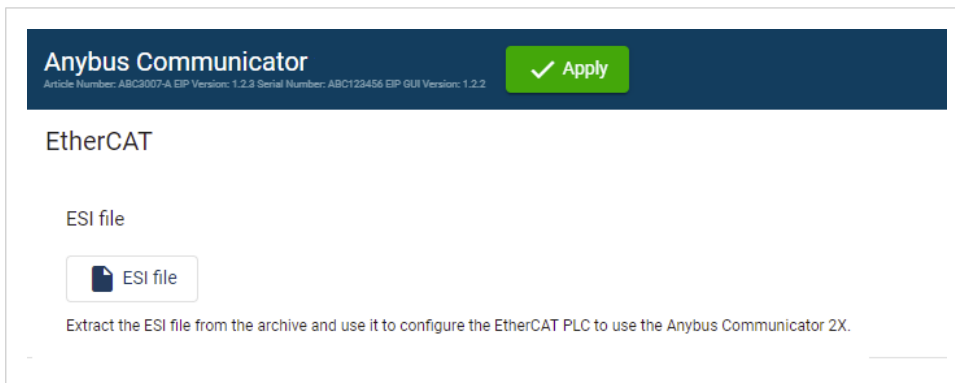 Anybus Communicator
Article Number: ABC3007-A EIP Version: 1.2.3 Serial Number: ABC123456 EIP GUI Version: 1.2.2
Apply
EtherCAT
ESI file
ESI file
Extract the ESI file from the archive and use it to configure the EtherCAT PLC to use the Anybus Communicator 2X.